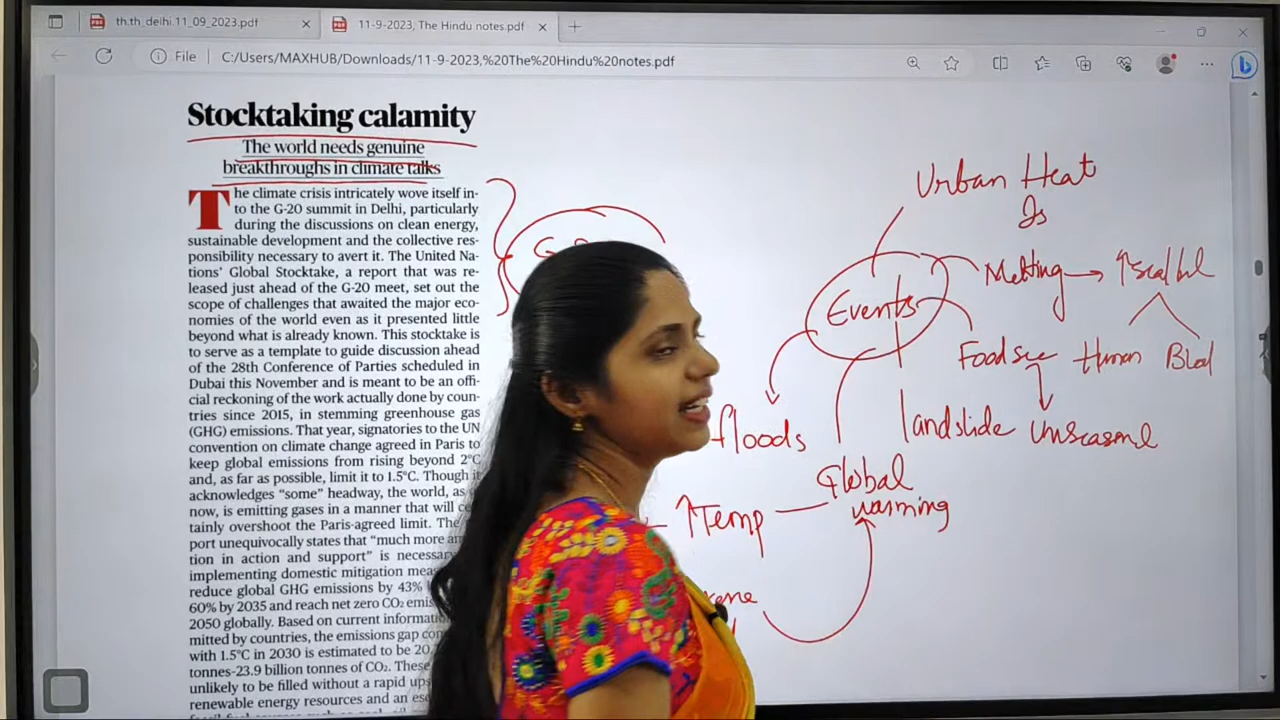 th.th_delhi.11_09_2023.pdf
11-9-2023, The Hindu notes.pdf
File
C:/Users/MAXHUB/Downloads/11-9-2023,%20The%20Hindu%20notes.pdf
Stocktaking calamity
The world needs genuine
breakthroughs in climate talks
The climate crisis intricately wove itself in-
to the G-20 summit in Delhi, particularly
during the discussions on clean energy,
sustainable development and the collective res-
ponsibility necessary to avert it. The United Na-
tions' Global Stocktake, a report that was re-
leased just ahead of the G-20 meet, set out the
scope of challenges that awaited the major eco-
nomies of the world even as it presented little
beyond what is already known. This stocktake is
to serve as a template to guide discussion ahead
of the 28th Conference of Parties scheduled in
Dubai this November and is meant to be an offi-
cial reckoning of the work actually done by coun-
tries since 2015, in stemming greenhouse gas
(GHG) emissions. That year, signatories to the UN
convention on climate change agreed in Paris to
keep global emissions from rising beyond 2°C
and, as far as possible, limit it to 1.5°C. Though it
acknowledges “some” headway, the world, as
now, is emitting gases in a manner that will
tainly overshoot the Paris-agreed limit. The
port unequivocally states that “much more
tion in action and support” is necessary
implementing domestic mitigation
reduce global GHG emissions by 43%
60% by 2035 and reach net zero CO₂
2050 globally. Based on current
mitted by countries, the emissions gap
with 1.5°C in 2030 is estimated to be
tonnes-23.9 billion tonnes of CO₂. These
unlikely to be filled without a rapid
renewable energy resources and an
Urban Heat
Is
Melting
Events
Human
floods
landslide
Global
warming
↑Temp